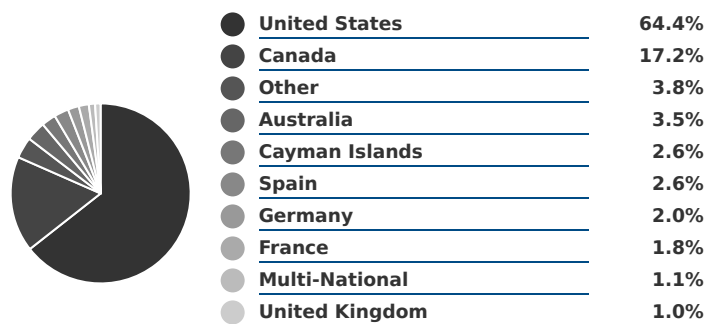 United States 64.4%
Canada 17.2%
Other 3.8%
Australia 3.5%
Cayman Islands 2.6%
Spain 2.6%
Germany 2.0%
France 1.8%
Multi-National 1.1%
United Kingdom 1.0%